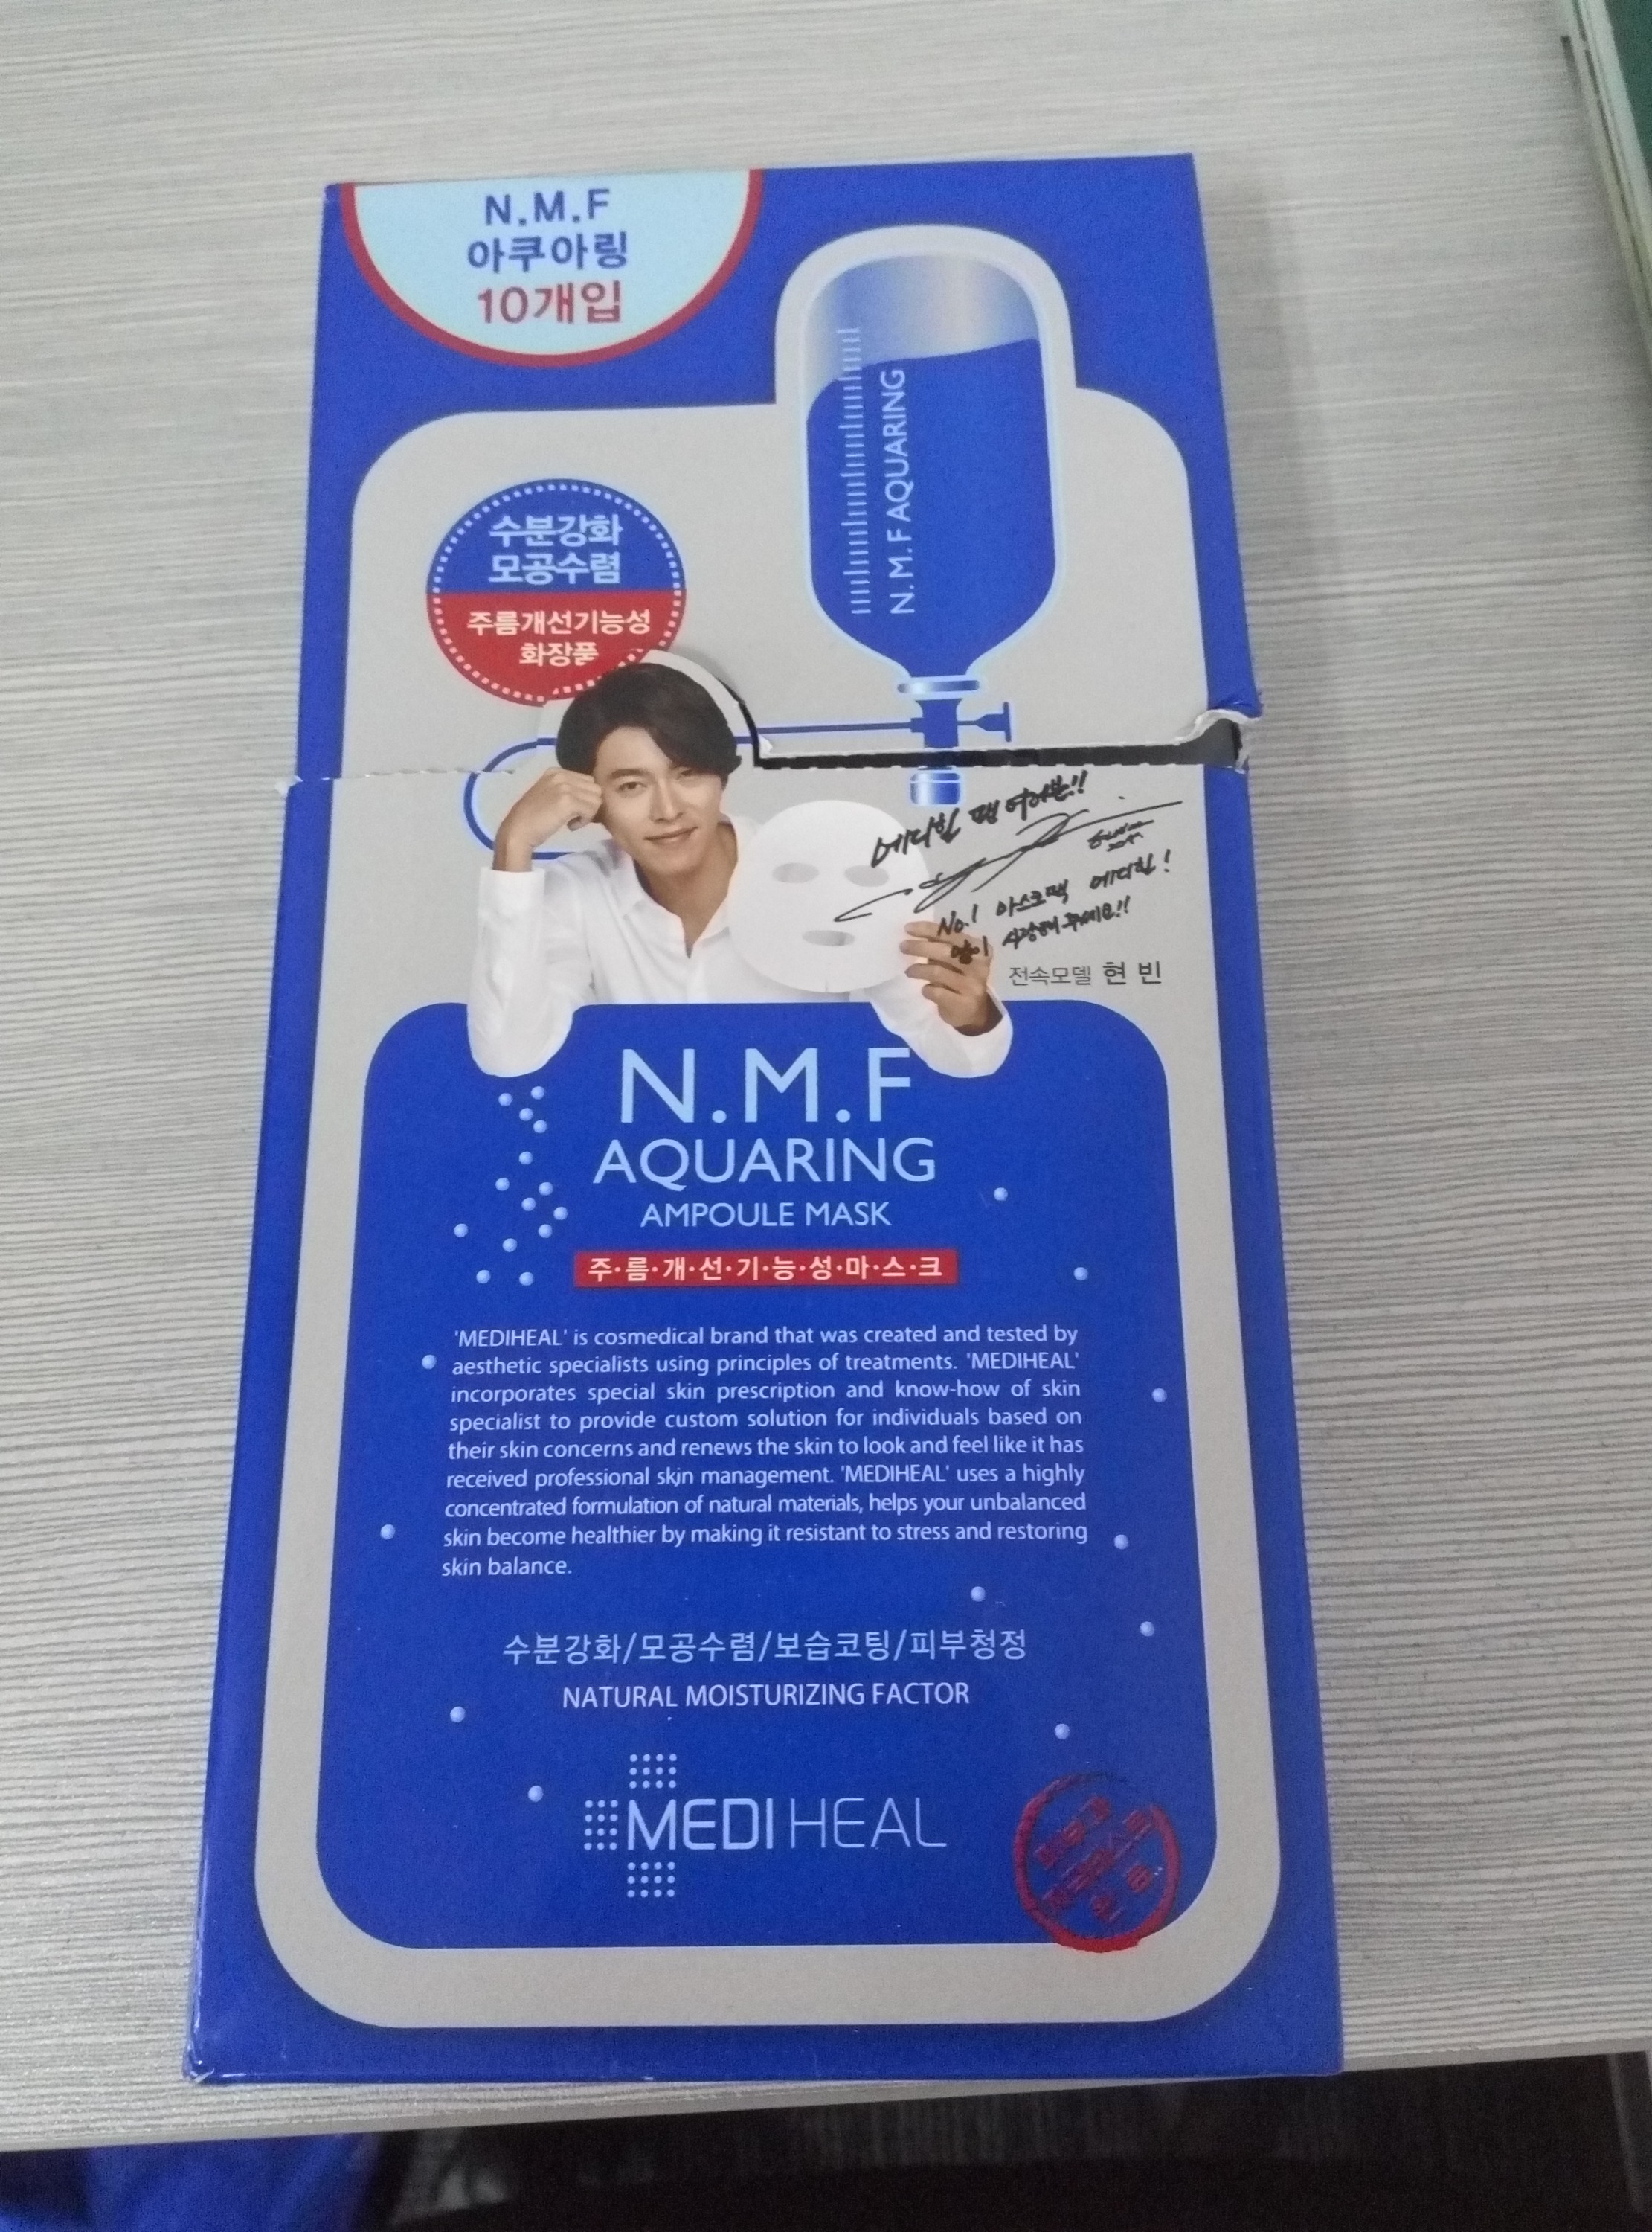 N.M.F
아쿠아링
10개입
N.M.F AQUARING
수분강화
모공수렴
주름개선기능성
화장품
메디힐 팬 여러분!!
No.1 마스크팩 메디힐!
많이 사랑해 주세요!!
전속모델 현 빈
N.M.F
AQUARING
AMPOULE MASK
주·름·개·선·기·능·성·마·스·크
'MEDIHEAL' is cosmedical brand that was created and tested by
aesthetic specialists using principles of treatments. 'MEDIHEAL'
incorporates special skin prescription and know-how of skin
specialist to provide custom solution for individuals based on
their skin concerns and renews the skin to look and feel like it has
received professional skin management. 'MEDIHEAL' uses a highly
concentrated formulation of natural materials, helps your unbalanced
skin become healthier by making it resistant to stress and restoring
skin balance.
수분강화/모공수렴/보습코팅/피부청정
NATURAL MOISTURIZING FACTOR
MEDIHEAL